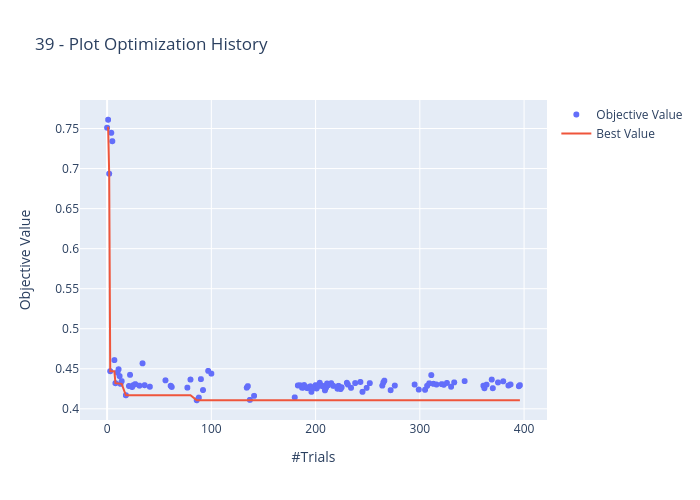 39 - Plot Optimization History
Objective Value
Best Value
Objective Value
0.75
0.7
0.65
0.6
0.55
0.5
0.45
0.4
0
100
200
300
400
#Trials